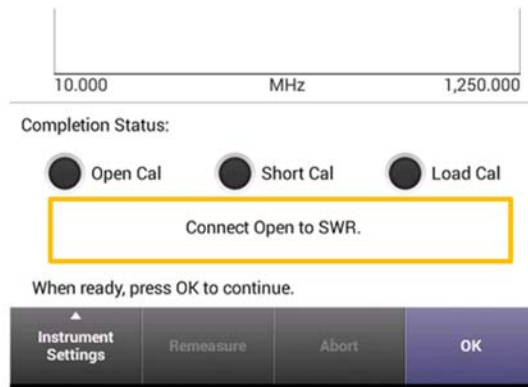 10.000 MHz 1,250.000
Completion Status:
Open Cal Short Cal Load Cal
Connect Open to SWR.
When ready, press OK to continue.
Instrument
Settings Remeasure Abort OK